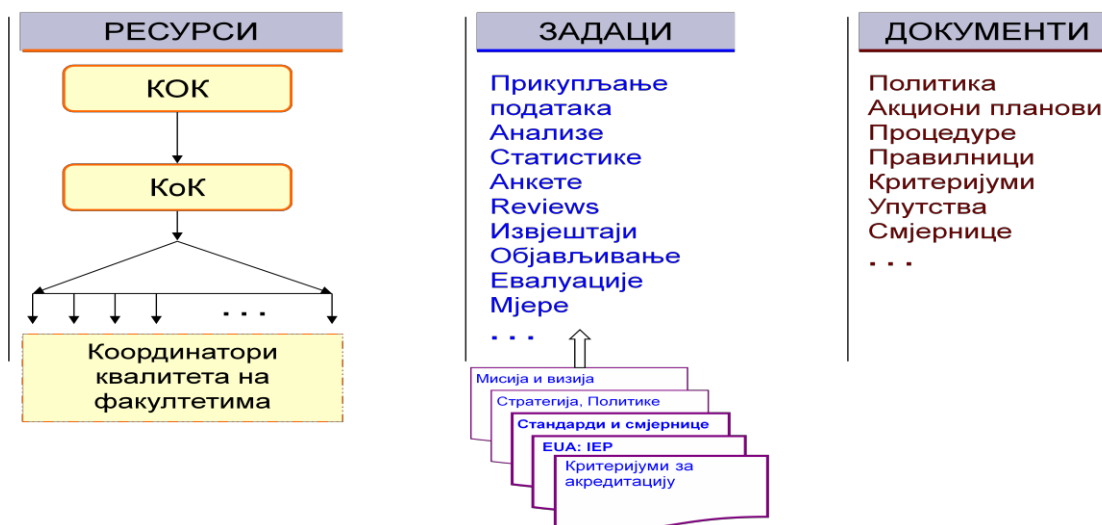 РЕСУРСИ
КОК
КоК
. . .
Координатори
квалитета на
факултетима
ЗАДАЦИ
Прикупљање
података
Анализе
Статистике
Анкете
Reviews
Извјештаји
Објављивање
Евалуације
Мјере
. . .
Мисија и визија
Стратегија, Политике
Стандарди и смјернице
EUA: IEP
Критеријуми за
акредитацију
ДОКУМЕНТИ
Политика
Акциони планови
Процедуре
Правилници
Критеријуми
Упутства
Смјернице
. . .